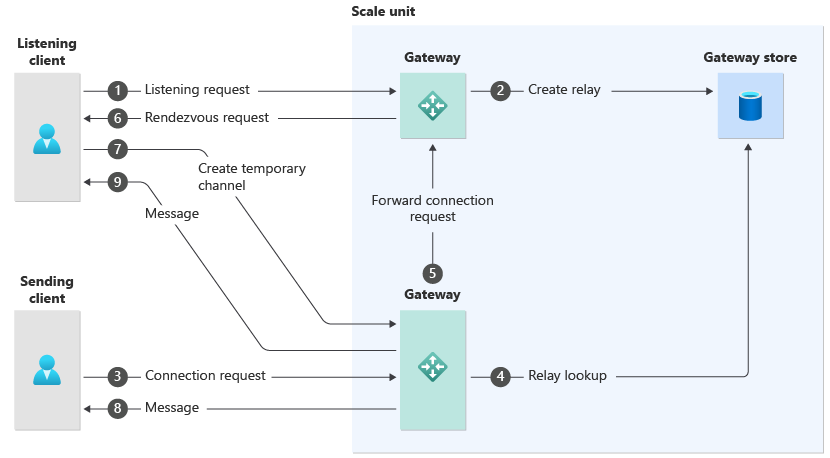 Scale unit
Listening
client
Gateway
Gateway store
1 Listening request
2 Create relay
6 Rendezvous request
7
Create temporary
channel
9
Message
Forward connection
request
5
Sending
client
Gateway
3 Connection request
4 Relay lookup
8 Message